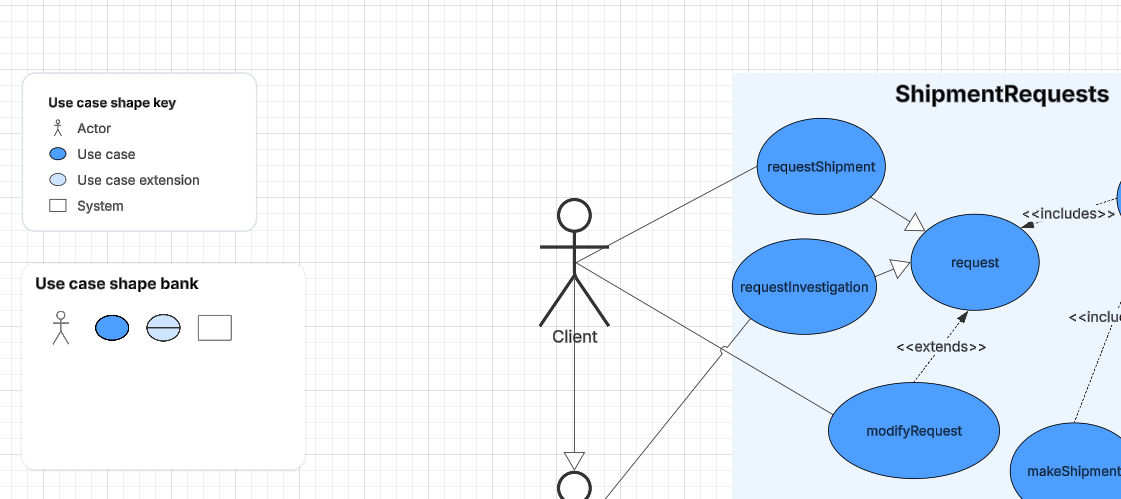 Use case shape key
Actor
Use case
Use case extension
System
Use case shape bank
Client
ShipmentRequests
requestShipment
<<includes>>
request
requestInvestigation
<<inclu
<<extends>>
modifyRequest
makeShipment